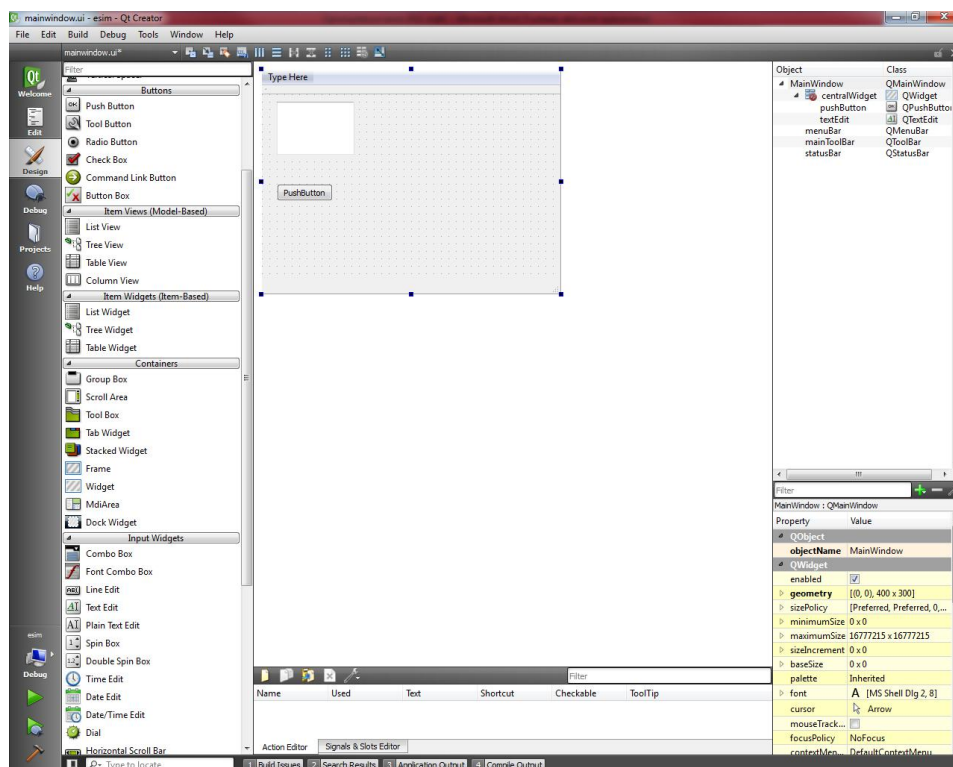 mainwindow.ui - esim - Qt Creator
File Edit Build Debug Tools Window Help
mainwindow.ui*
Qt
Welcome
Edit
Design
Debug
Projects
Help
esim
Debug
Filter
Buttons
Push Button
Tool Button
Radio Button
Check Box
Command Link Button
Button Box
Item Views (Model-Based)
List View
Tree View
Table View
Column View
Item Widgets (Item-Based)
List Widget
Tree Widget
Table Widget
Containers
Group Box
Scroll Area
Tool Box
Tab Widget
Stacked Widget
Frame
Widget
MdiArea
Dock Widget
Input Widgets
Combo Box
Font Combo Box
Line Edit
Text Edit
Plain Text Edit
Spin Box
Double Spin Box
Time Edit
Date Edit
Date/Time Edit
Dial
Horizontal Scroll Bar
Type Here
PushButton
Filter
Name Used Text Shortcut Checkable ToolTip
Action Editor Signals & Slots Editor
Object Class
MainWindow QMainWindow
centralWidget QWidget
pushButton QPushButton
textEdit QTextEdit
menuBar QMenuBar
mainToolBar QToolBar
statusBar QStatusBar
Filter
MainWindow : QMainWindow
Property Value
QObject
objectName MainWindow
QWidget
enabled
geometry [(0, 0), 400 x 300]
sizePolicy [Preferred, Preferred, 0,...
minimumSize 0 x 0
maximumSize 16777215 x 16777215
sizeIncrement 0 x 0
baseSize 0 x 0
palette Inherited
font A [MS Shell Dlg 2, 8]
cursor Arrow
mouseTrack...
focusPolicy NoFocus
contextMen... DefaultContextMenu
Type to locate 1 Build Issues 2 Search Results 3 Application Output 4 Compile Output